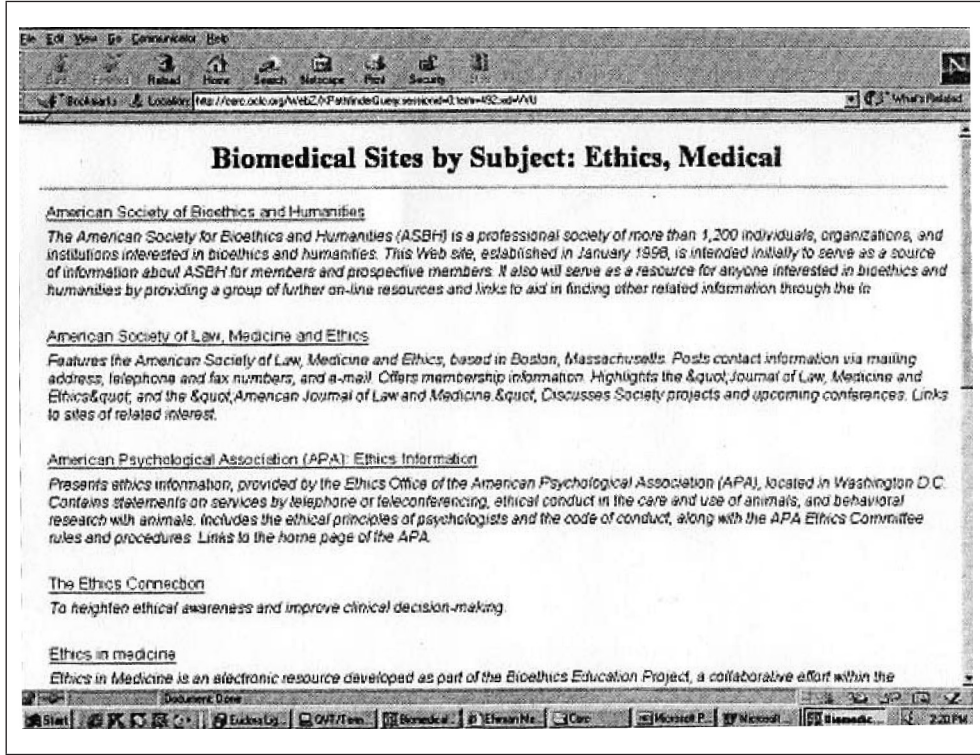 File Edit View Go Communicator Help
Reload Home Search Netscape Print Security
Bookmarks Location: What's Related
Biomedical Sites by Subject: Ethics, Medical
American Society of Bioethics and Humanities
The American Society for Bioethics and Humanities (ASBH) is a professional society of more than 1,200 individuals, organizations, and
institutions interested in bioethics and humanities. This Web site, established in January 1998, is intended initially to serve as a source
of information about ASBH for members and prospective members. It also will serve as a resource for anyone interested in bioethics and
humanities by providing a group of further on-line resources and links to aid in finding other related information through the In
American Society of Law, Medicine and Ethics
Features the American Society of Law, Medicine and Ethics, based in Boston, Massachusetts. Posts contact information via mailing
address, telephone and fax numbers, and e-mail. Offers membership information. Highlights the &quot;Journal of Law, Medicine and
Ethics&quot; and the &quot;American Journal of Law and Medicine.&quot; Discusses Society projects and upcoming conferences. Links
to sites of related interest.
American Psychological Association (APA): Ethics Information
Presents ethics information, provided by the Ethics Office of the American Psychological Association (APA), located in Washington D.C.
Contains statements on services by telephone or teleconferencing, ethical conduct in the care and use of animals, and behavioral
research with animals. Includes the ethical principles of psychologists and the code of conduct, along with the APA Ethics Committee
rules and procedures. Links to the home page of the APA.
The Ethics Connection
To heighten ethical awareness and improve clinical decision-making.
Ethics in medicine
Ethics in Medicine is an electronic resource developed as part of the Bioethics Education Project, a collaborative effort within the
Document: Done
Start Biomedical Cerc Microsoft P... Microsoft Biomedic... 2:20 PM